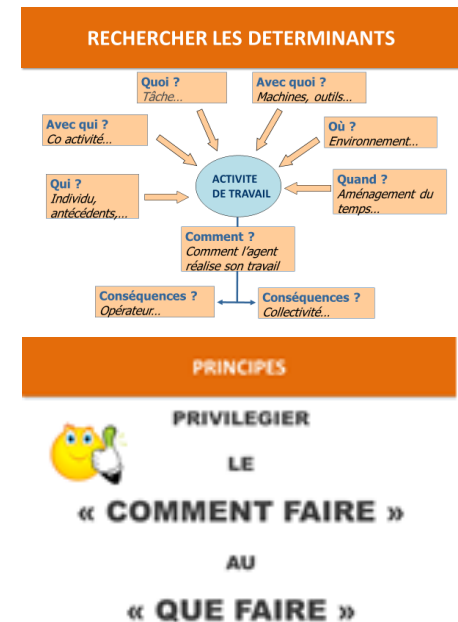 RECHERCHER LES DETERMINANTS
Quoi ?
Tâche...
Avec quoi ?
Machines, outils...
Avec qui ?
Co activité...
Où ?
Environnement...
Qui ?
Individu,
antécédents,...
ACTIVITE
DE TRAVAIL
Quand ?
Aménagement du
temps...
Comment ?
Comment l'agent
réalise son travail
Conséquences ?
Opérateur...
Conséquences ?
Collectivité...
PRINCIPES
PRIVILEGIER
LE
« COMMENT FAIRE »
AU
« QUE FAIRE »